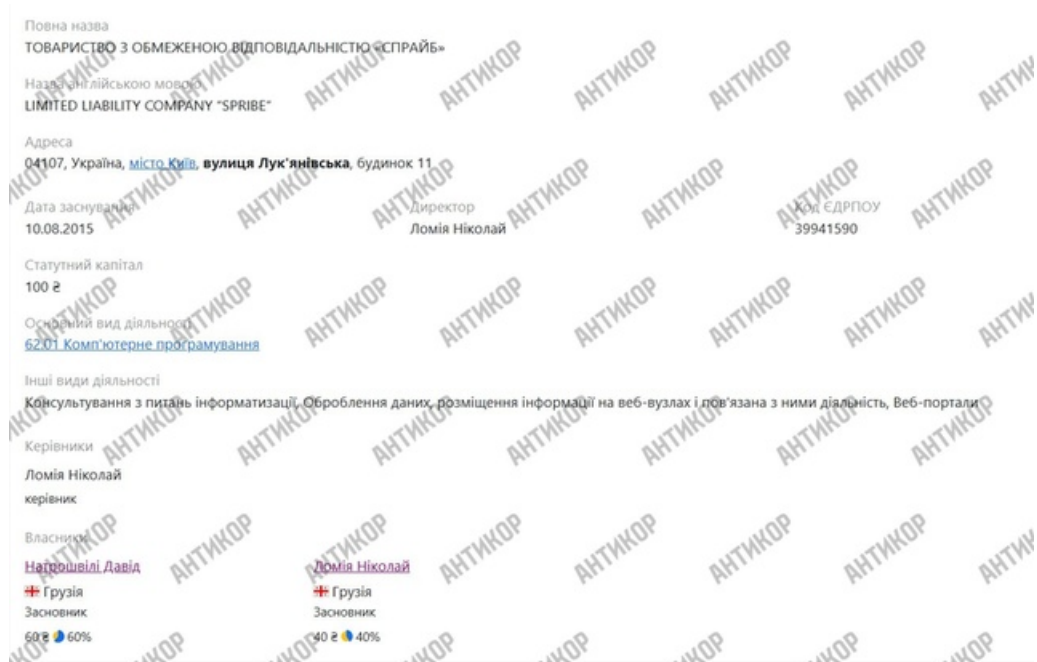 Повна назва
ТОВАРИСТВО З ОБМЕЖЕНОЮ ВІДПОВІДАЛЬНІСТЮ «СПРАЙБ»
Назва англійською мовою
LIMITED LIABILITY COMPANY "SPRIBE"
Адреса
04107, Україна, місто Київ, вулиця Лук'янівська, будинок 11
Дата заснування Директор Код ЄДРПОУ
10.08.2015 Ломія Ніколай 39941590
Статутний капітал
100 ₴
Основний вид діяльності
62.01 Комп'ютерне програмування
Інші види діяльності
Консультування з питань інформатизації, Оброблення даних, розміщення інформації на веб-вузлах і пов'язана з ними діяльність, Веб-портали
Керівники
Ломія Ніколай
керівник
Власники
Натрошвілі Давід Ломія Ніколай
Грузія Грузія
Засновник Засновник
60 ₴ 60% 40 ₴ 40%
АНТИКОР